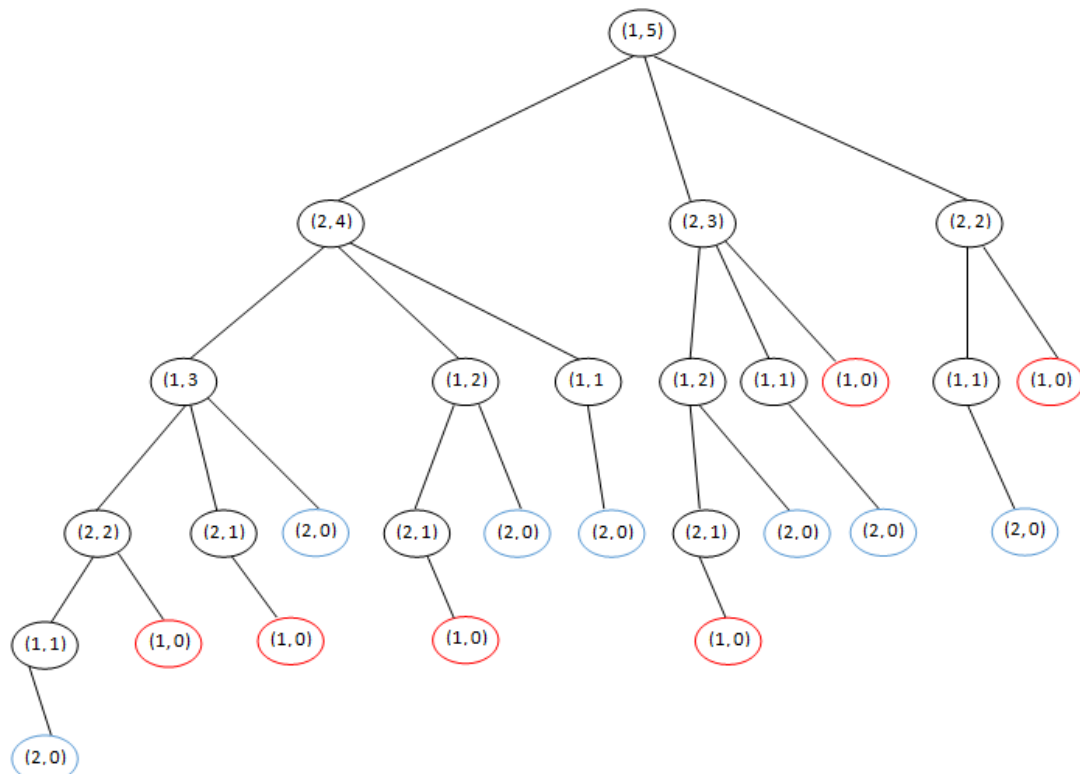 (1, 5)
(2, 4) (2, 3) (2, 2)
(1, 3 (1, 2) (1, 1 (1, 2) (1, 1) (1, 0) (1, 1) (1, 0)
(2, 2) (2, 1) (2, 0) (2, 1) (2, 0) (2, 0) (2, 1) (2, 0) (2, 0) (2, 0)
(1, 1) (1, 0) (1, 0) (1, 0) (1, 0)
(2, 0)